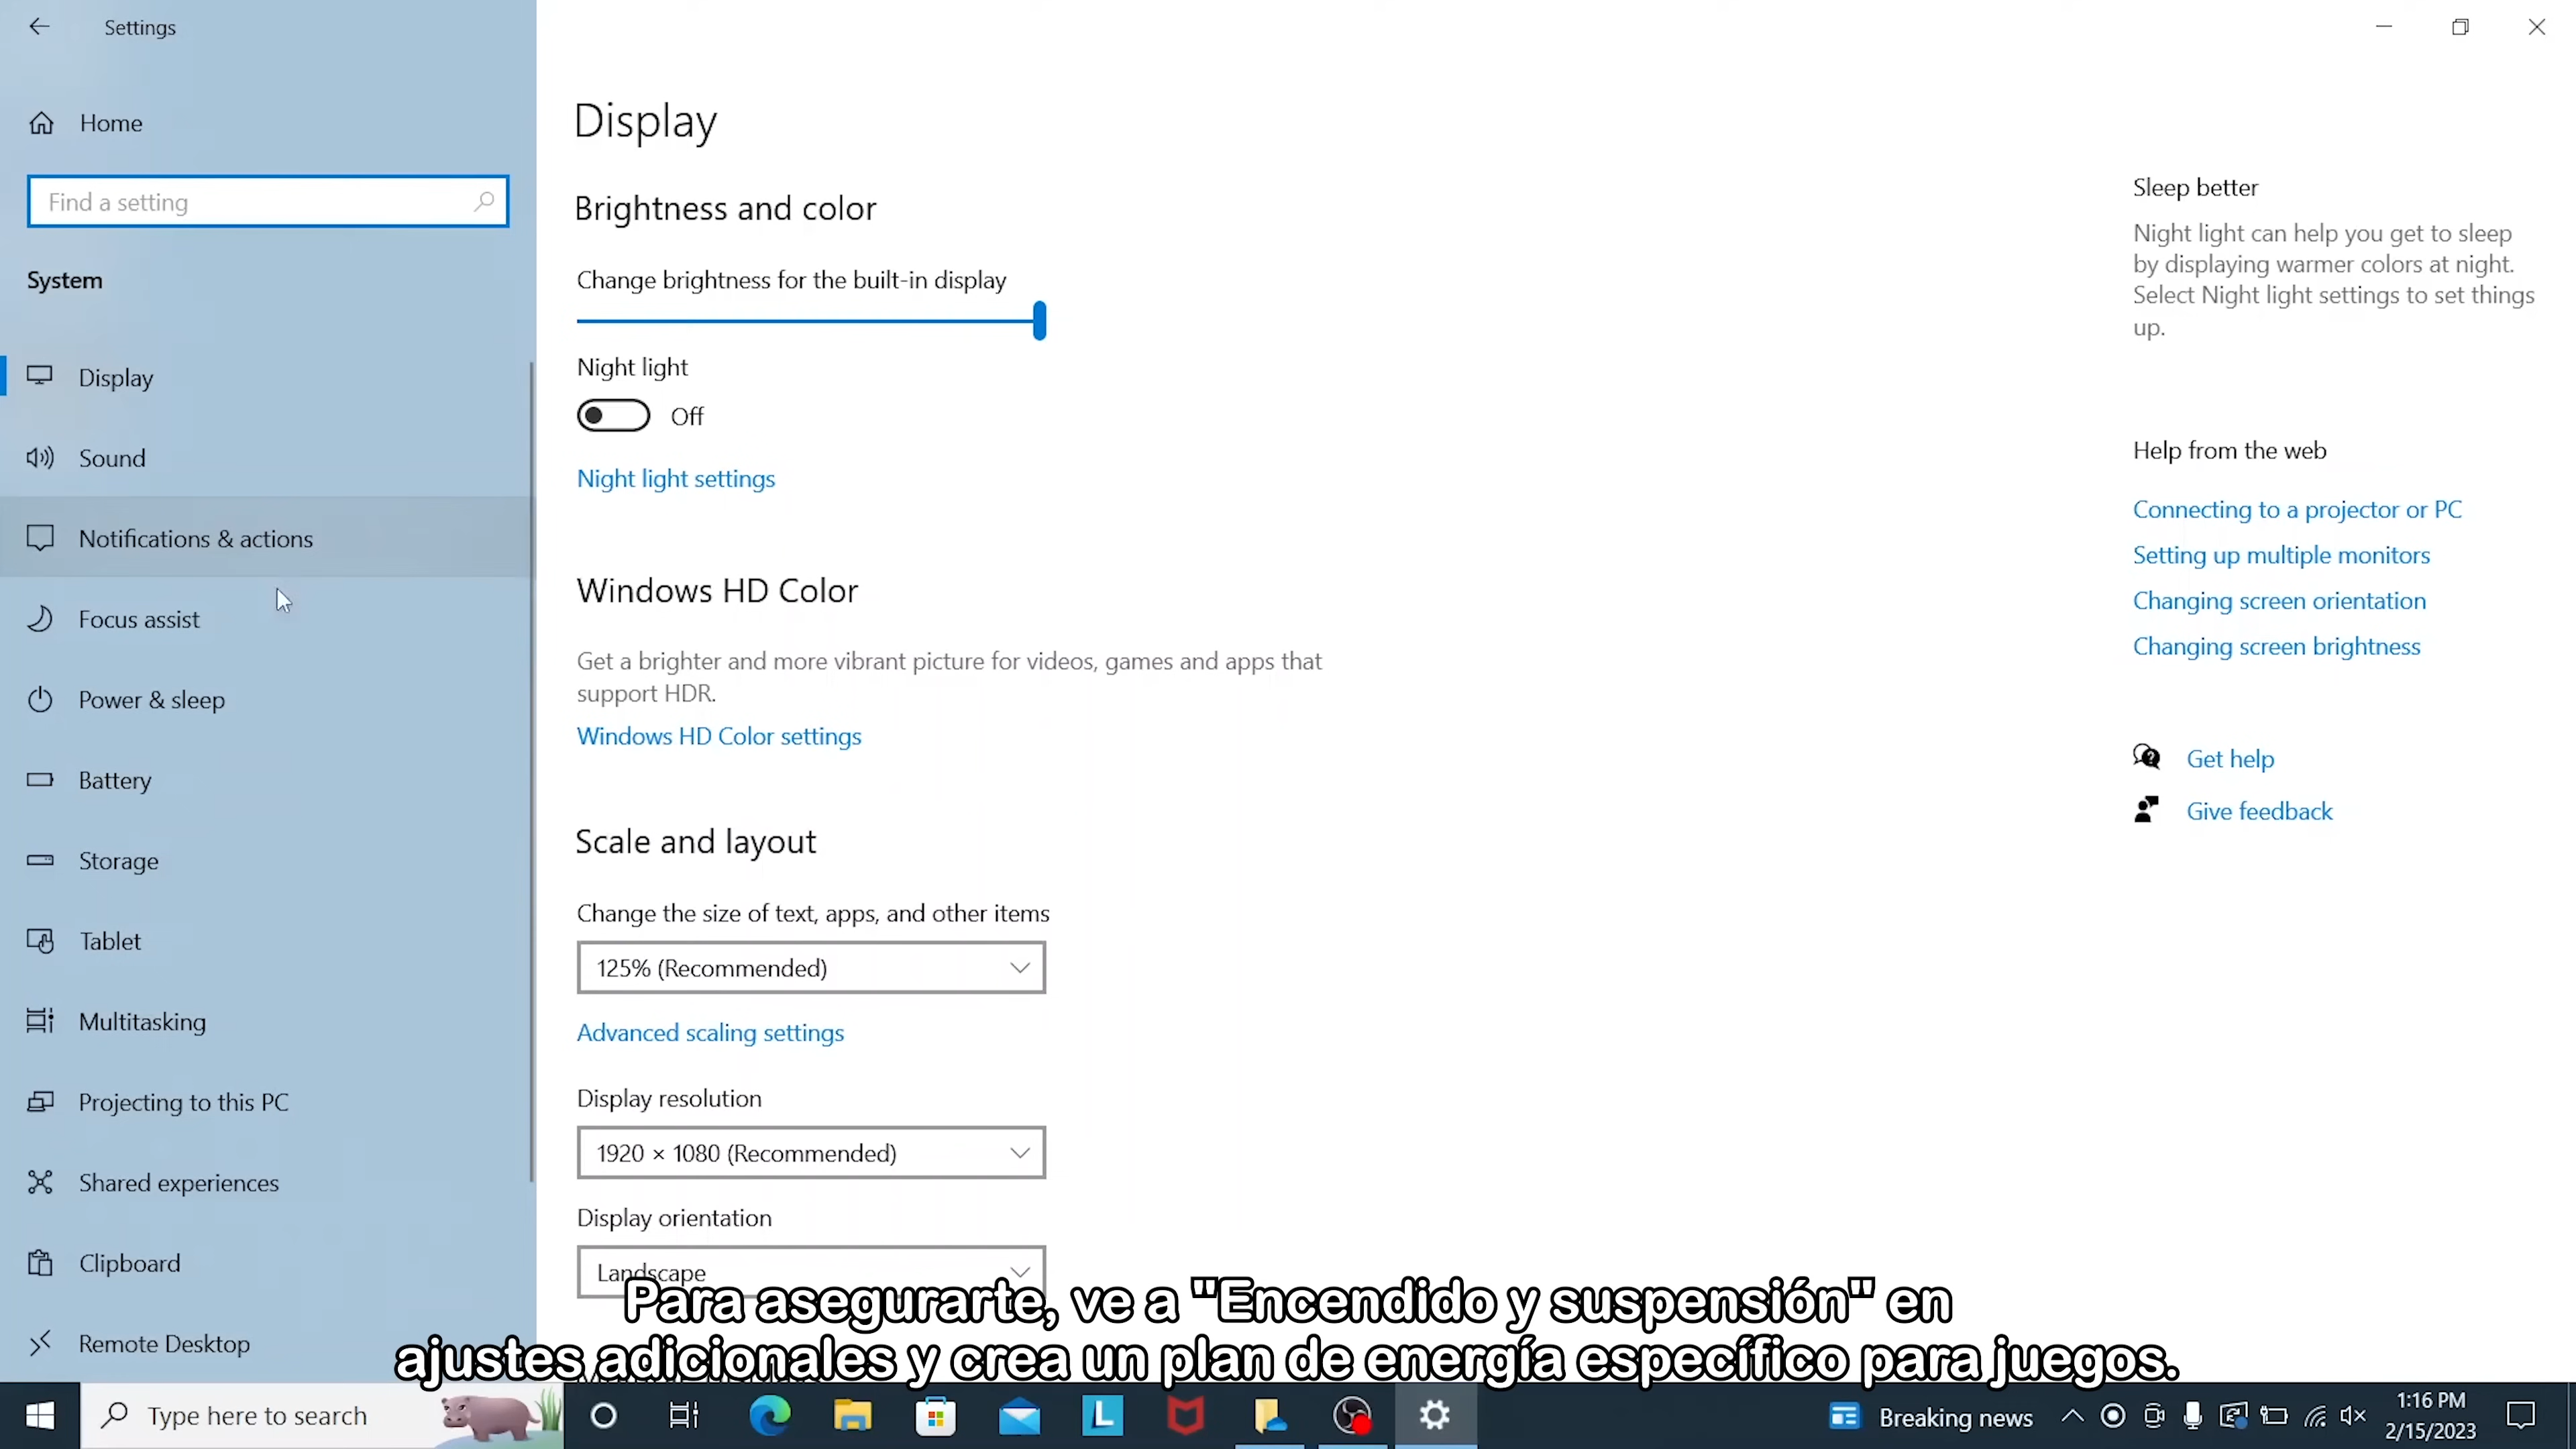 Settings
Home
Find a setting
System
Display
Sound
Notifications & actions
Focus assist
Power & sleep
Battery
Storage
Tablet
Multitasking
Projecting to this PC
Shared experiences
Clipboard
Remote Desktop
Display
Brightness and color
Change brightness for the built-in display
Night light
Off
Night light settings
Windows HD Color
Get a brighter and more vibrant picture for videos, games and apps that
support HDR.
Windows HD Color settings
Scale and layout
Change the size of text, apps, and other items
125% (Recommended)
Advanced scaling settings
Display resolution
1920 × 1080 (Recommended)
Display orientation
Landscape
Sleep better
Night light can help you get to sleep
by displaying warmer colors at night.
Select Night light settings to set things
up.
Help from the web
Connecting to a projector or PC
Setting up multiple monitors
Changing screen orientation
Changing screen brightness
Get help
Give feedback
Para asegurarte, ve a "Encendido y suspensión" en
ajustes adicionales y crea un plan de energía específico para juegos.
Type here to search
L
Breaking news
1:16 PM
2/15/2023